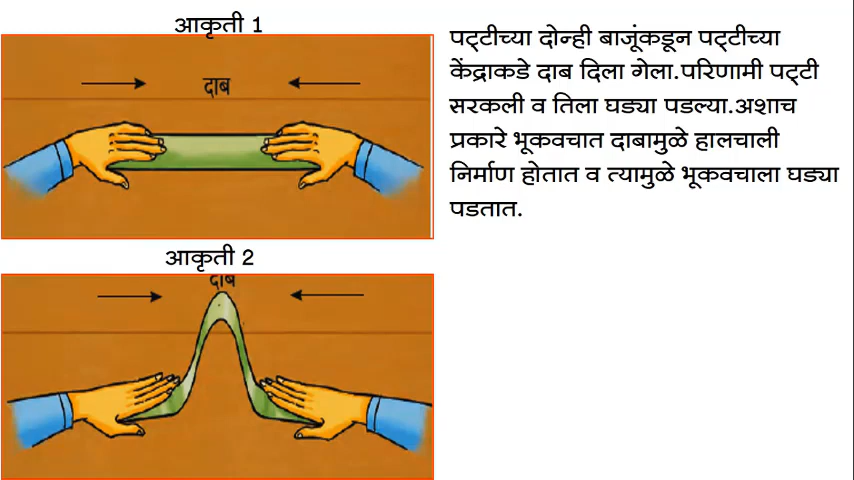 आकृती 1
दाब
आकृती 2
दाब
पट्टीच्या दोन्ही बाजूंकडून पट्टीच्या
केंद्राकडे दाब दिला गेला.परिणामी पट्टी
सरकली व तिला घड्या पडल्या.अशाच
प्रकारे भूकवचात दाबामुळे हालचाली
निर्माण होतात व त्यामुळे भूकवचाला घड्या
पडतात.